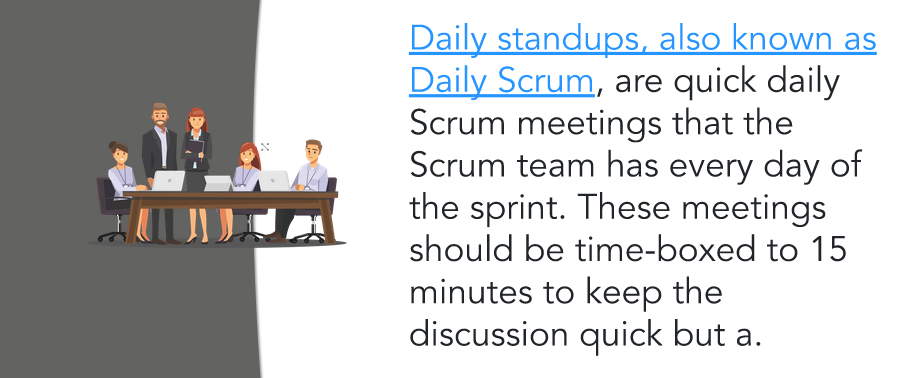 Daily standups, also known as
Daily Scrum, are quick daily
Scrum meetings that the
Scrum team has every day of
the sprint. These meetings
should be time-boxed to 15
minutes to keep the
discussion quick but a.